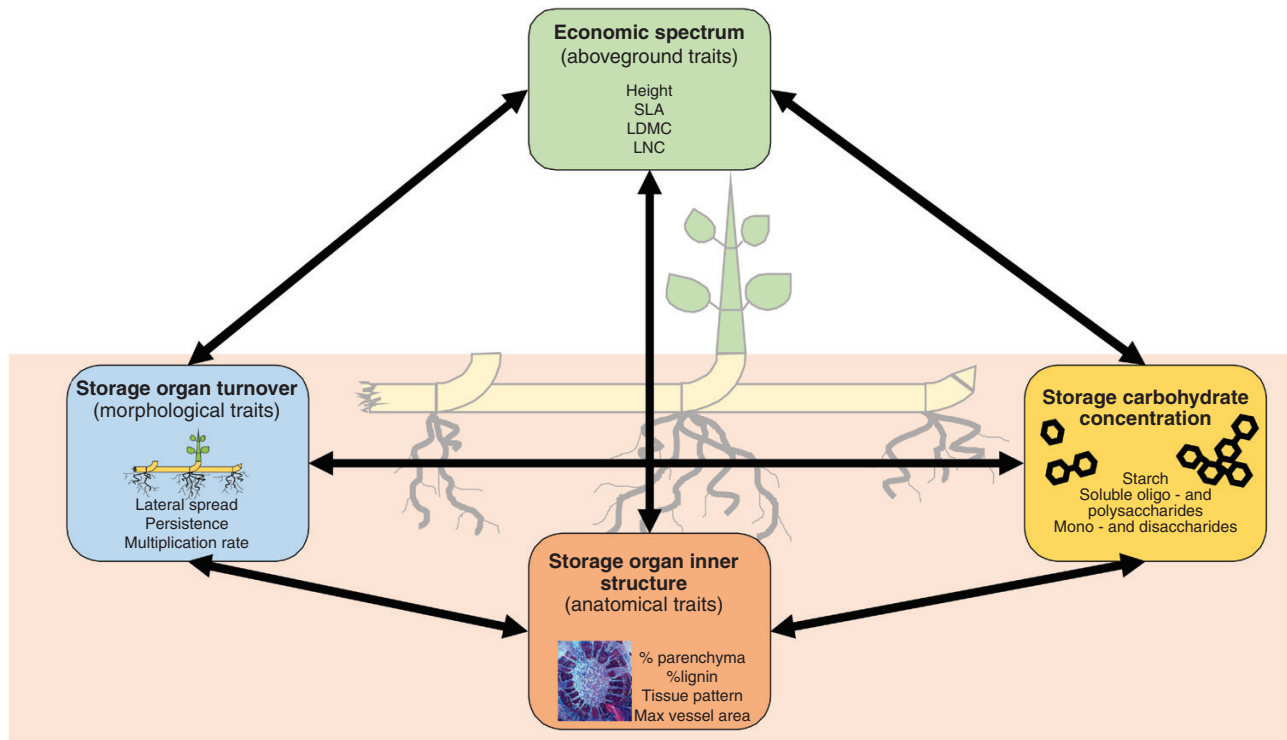 Economic spectrum
(aboveground traits)
Height
SLA
LDMC
LNC
Storage organ turnover
(morphological traits)
Lateral spread
Persistence
Multiplication rate
Storage carbohydrate
concentration
Starch
Soluble oligo - and
polysaccharides
Mono - and disaccharides
Storage organ inner
structure
(anatomical traits)
% parenchyma
%lignin
Tissue pattern
Max vessel area